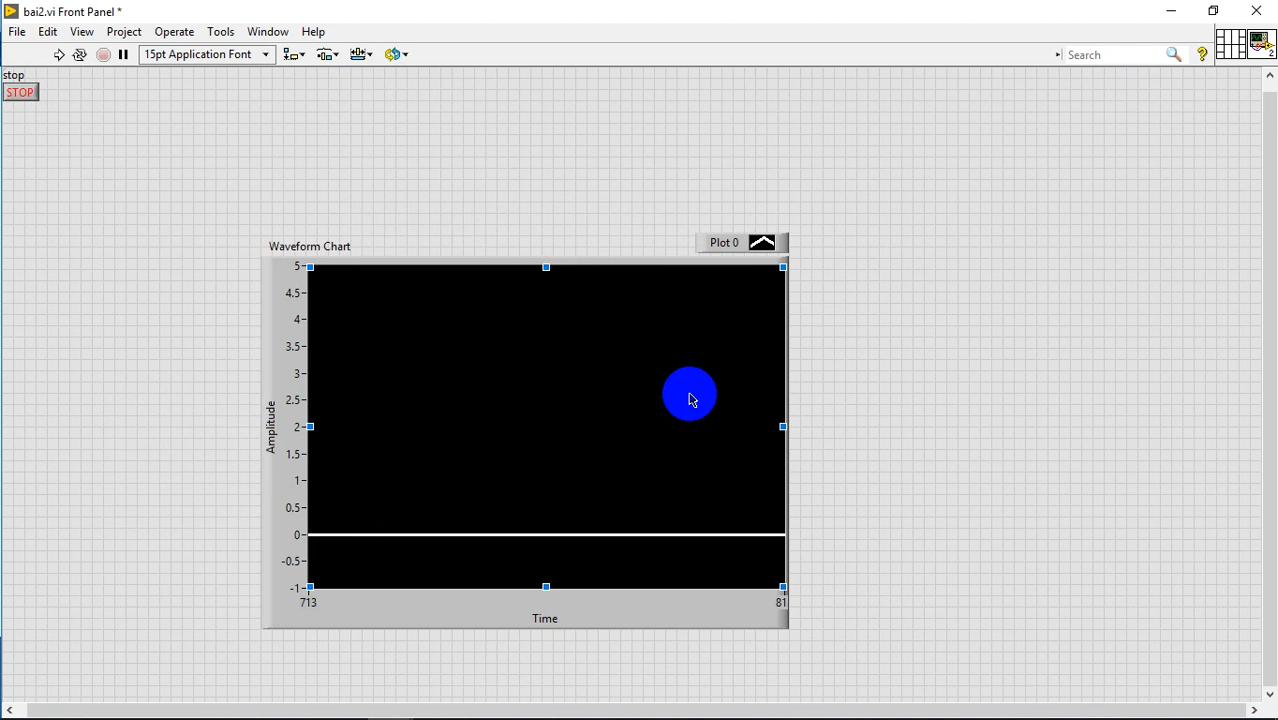 bai2.vi Front Panel *
File Edit View Project Operate Tools Window Help
15pt Application Font
Search
?
2
stop
STOP
Waveform Chart
Plot 0
5
4.5
4
3.5
3
2.5
2
1.5
1
0.5
0
-0.5
-1
Amplitude
713 81
Time